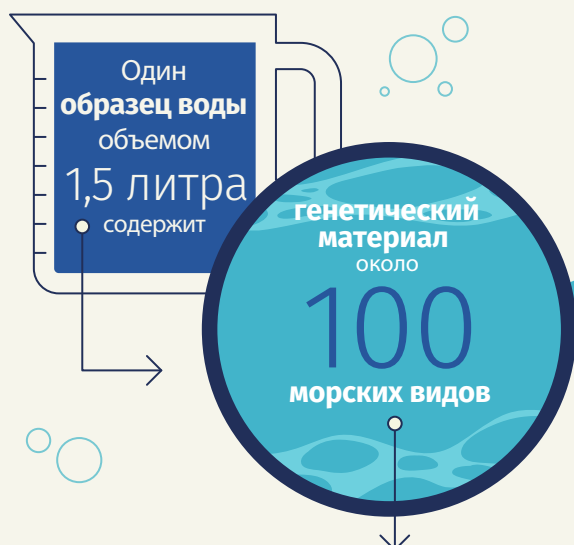 Один
образец воды
объемом
1,5 литра
содержит
генетический
материал
около
100
морских видов